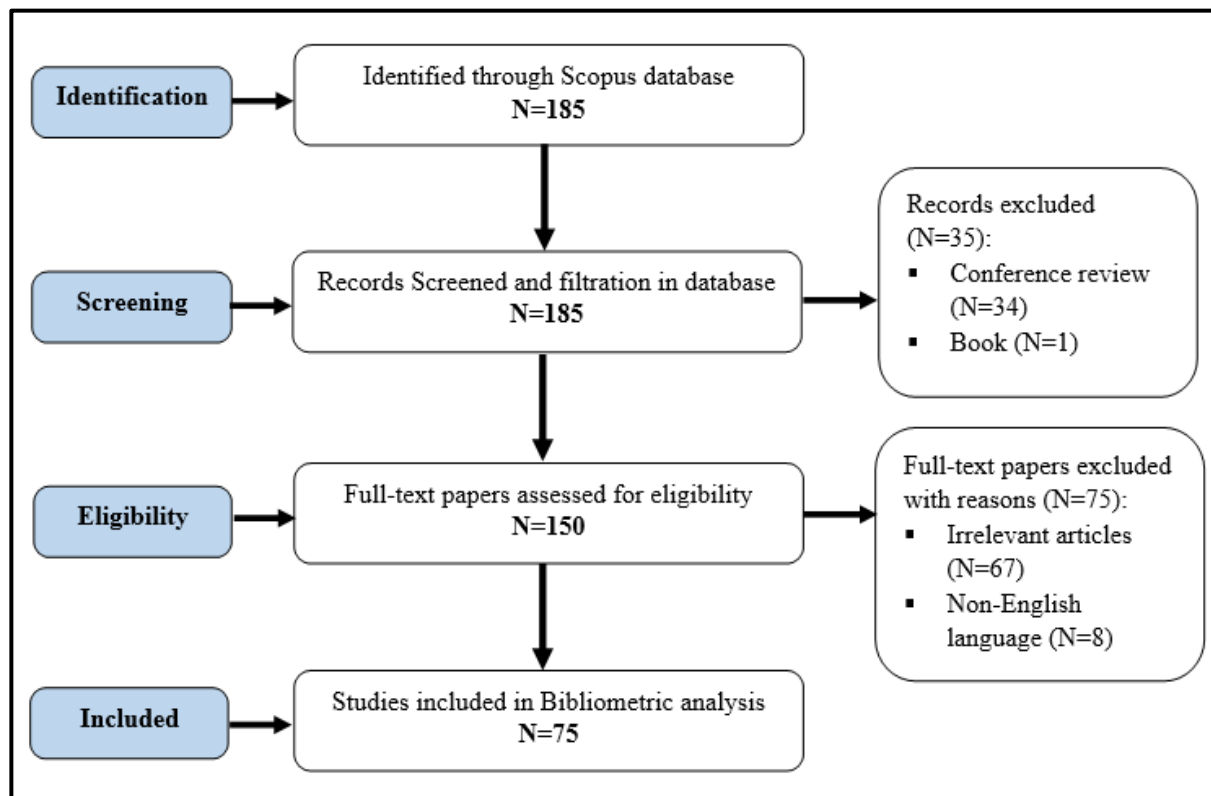 Identification
Identified through Scopus database
N=185
Screening
Records Screened and filtration in database
N=185
Records excluded
(N=35):
▪ Conference review
(N=34)
▪ Book (N=1)
Eligibility
Full-text papers assessed for eligibility
N=150
Full-text papers excluded
with reasons (N=75):
▪ Irrelevant articles
(N=67)
▪ Non-English
language (N=8)
Included
Studies included in Bibliometric analysis
N=75